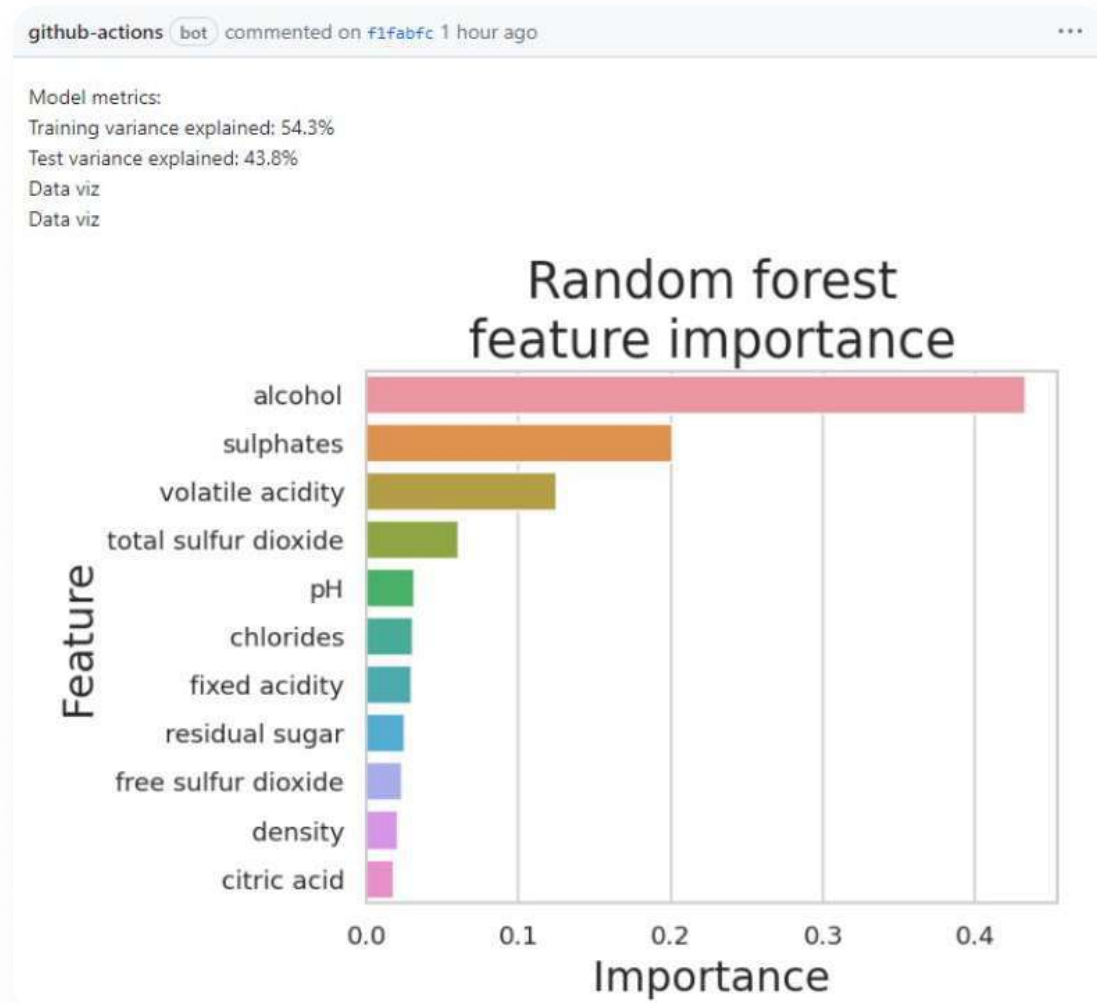 github-actions bot commented on f1fabfc 1 hour ago ...
Model metrics:
Training variance explained: 54.3%
Test variance explained: 43.8%
Data viz
Data viz
Random forest
feature importance
Feature
alcohol
sulphates
volatile acidity
total sulfur dioxide
pH
chlorides
fixed acidity
residual sugar
free sulfur dioxide
density
citric acid
0.0 0.1 0.2 0.3 0.4
Importance